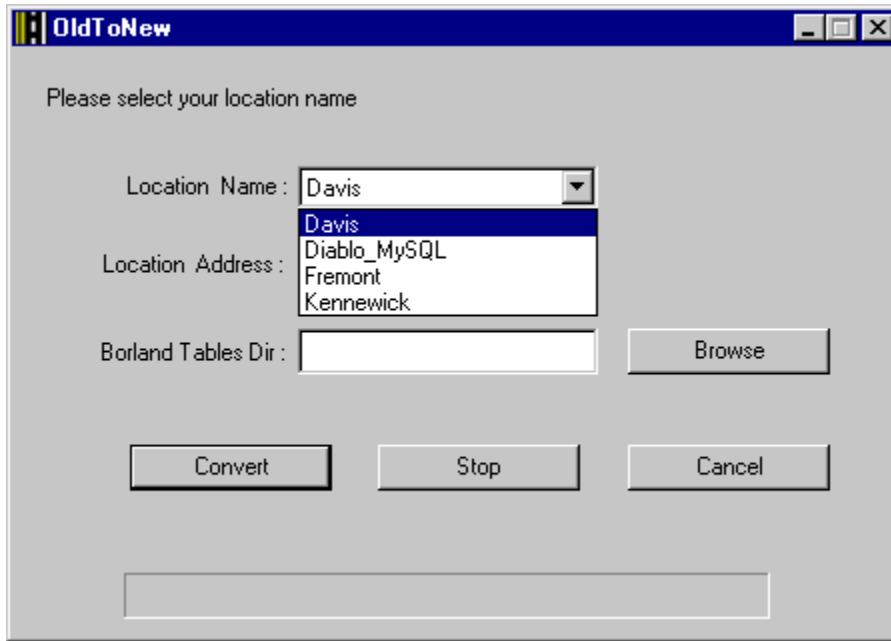 OldToNew
Please select your location name
Location Name : Davis
Davis
Diablo_MySQL
Location Address :
Fremont
Kennewick
Borland Tables Dir : Browse
Convert Stop Cancel